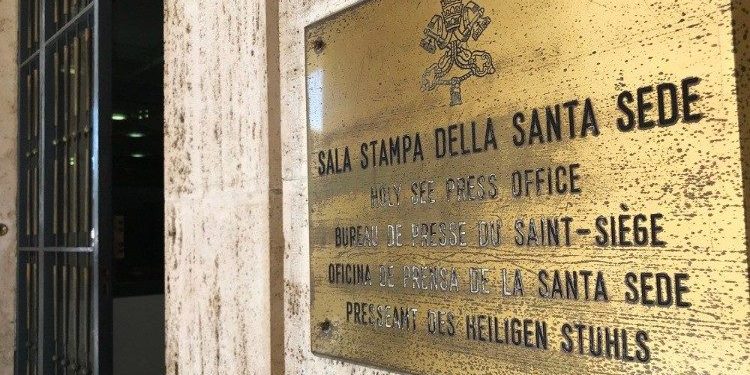 SALA STAMPA DELLA SANTA SEDE
HOLY SEE PRESS OFFICE
BUREAU DE PRESSE DU SAINT-SIÈGE
OFICINA DE PRENSA DE LA SANTA SEDE
PRESSEAMT DES HEILIGEN STUHLS